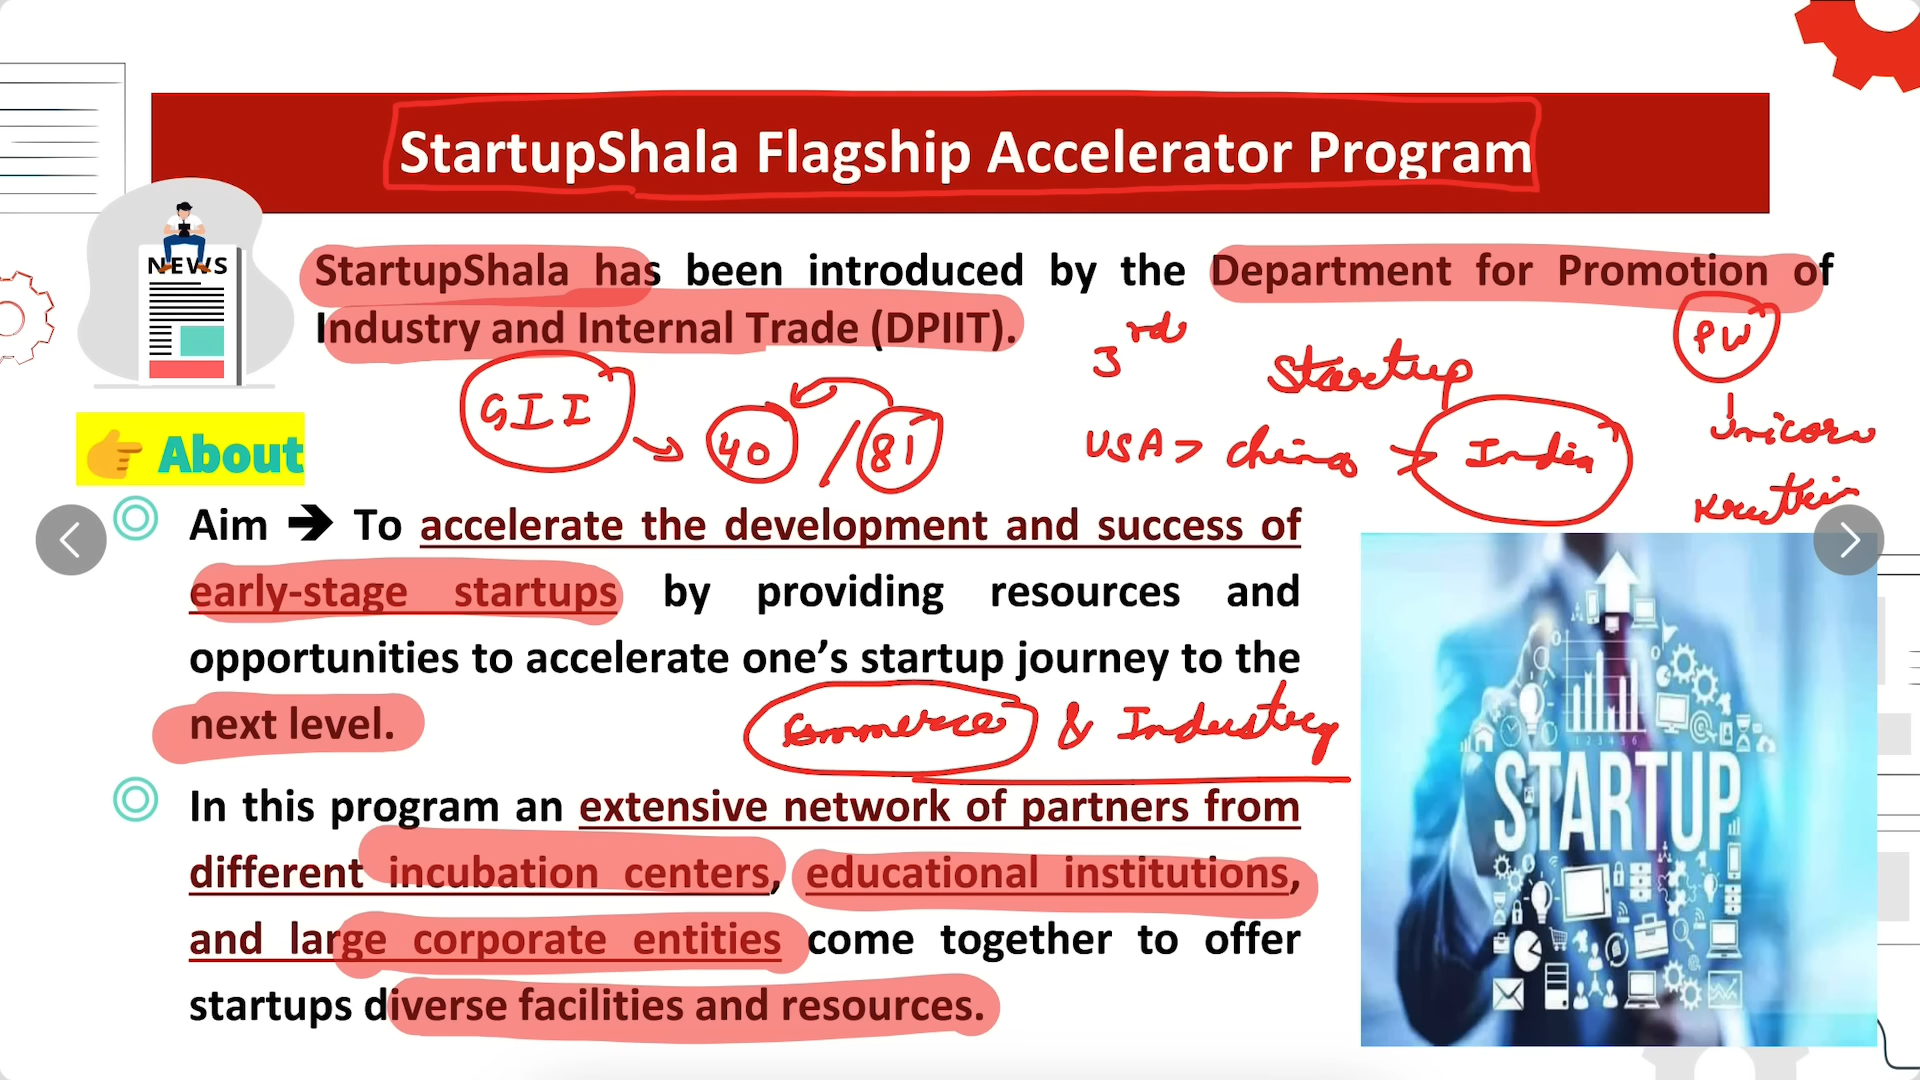 StartupShala Flagship Accelerator Program
NEWS
StartupShala has been introduced by the Department for Promotion of
Industry and Internal Trade (DPIIT).
3rd
Startup
PW
GII
40 / 81
USA > China > India
Unicorn
Krutrim
About
Aim → To accelerate the development and success of
early-stage startups by providing resources and
opportunities to accelerate one’s startup journey to the
next level.
Commerce & Industry
In this program an extensive network of partners from
different incubation centers, educational institutions,
and large corporate entities come together to offer
startups diverse facilities and resources.
STARTUP